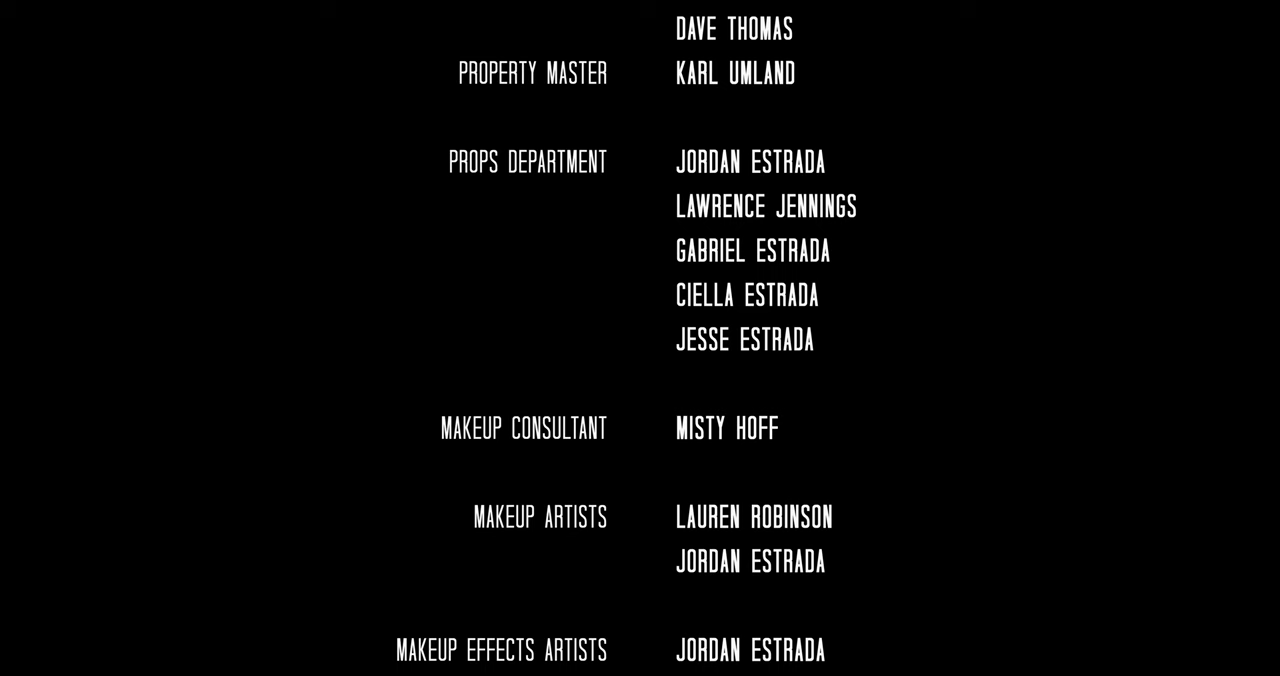 DAVE THOMAS
PROPERTY MASTER KARL UMLAND
PROPS DEPARTMENT JORDAN ESTRADA
LAWRENCE JENNINGS
GABRIEL ESTRADA
CIELLA ESTRADA
JESSE ESTRADA
MAKEUP CONSULTANT MISTY HOFF
MAKEUP ARTISTS LAUREN ROBINSON
JORDAN ESTRADA
MAKEUP EFFECTS ARTISTS JORDAN ESTRADA